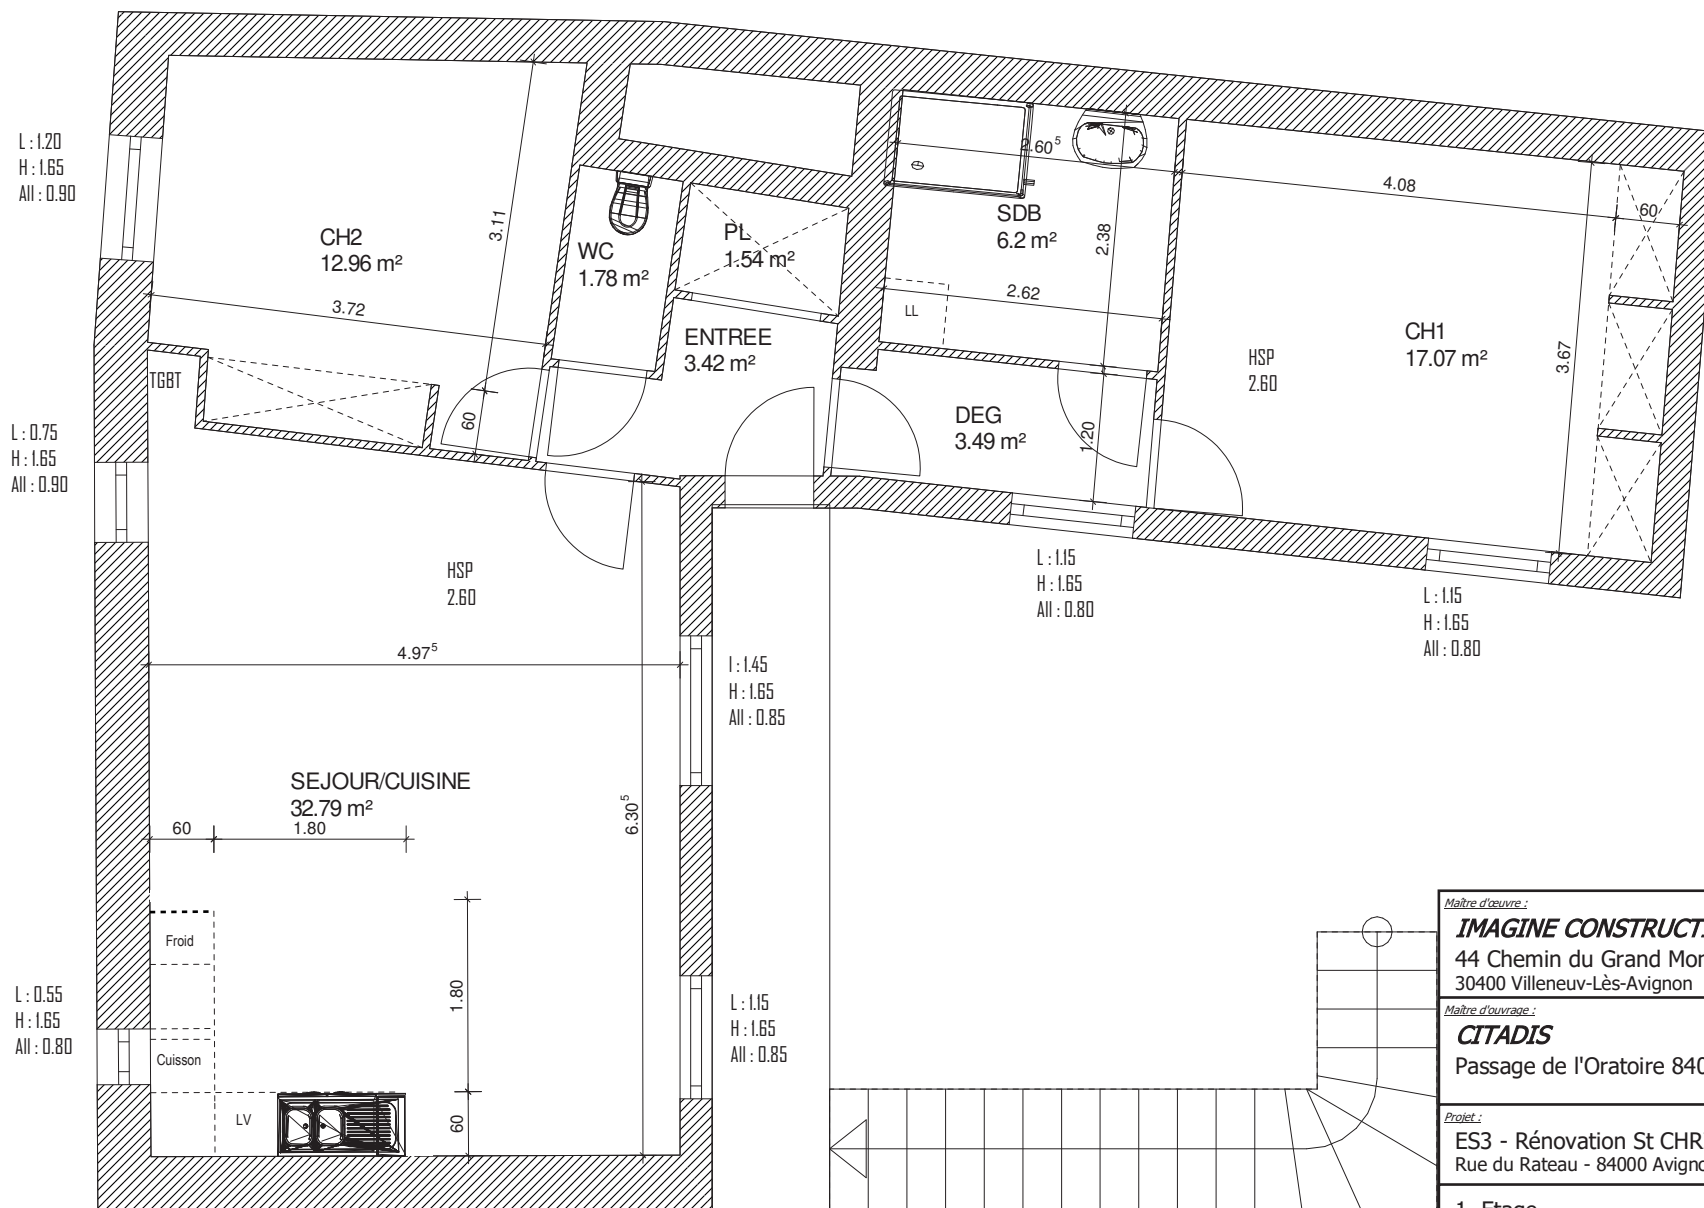 L : 1.20
H : 1.65
All : 0.90
CH2
12.96 m²
3.11
3.72
WC
1.78 m²
PL
1.54 m²
ENTREE
3.42 m²
2.60⁵
SDB
6.2 m²
2.38
2.62
LL
4.08
60
CH1
17.07 m²
HSP
2.60
3.67
TGBT
60
DEG
3.49 m²
1.20
L : 0.75
H : 1.65
All : 0.90
HSP
2.60
L : 1.15
H : 1.65
All : 0.80
L : 1.15
H : 1.65
All : 0.80
4.97⁵
l : 1.45
H : 1.65
All : 0.85
SEJOUR/CUISINE
32.79 m²
60
1.80
6.30⁵
Froid
1.80
Cuisson
LV
60
L : 0.55
H : 1.65
All : 0.80
L : 1.15
H : 1.65
All : 0.85
Maître d'œuvre :
IMAGINE CONSTRUCT
44 Chemin du Grand Mon
30400 Villeneuv-Lès-Avignon
Maître d'ouvrage :
CITADIS
Passage de l'Oratoire 840
Projet :
ES3 - Rénovation St CHR
Rue du Rateau - 84000 Avigno